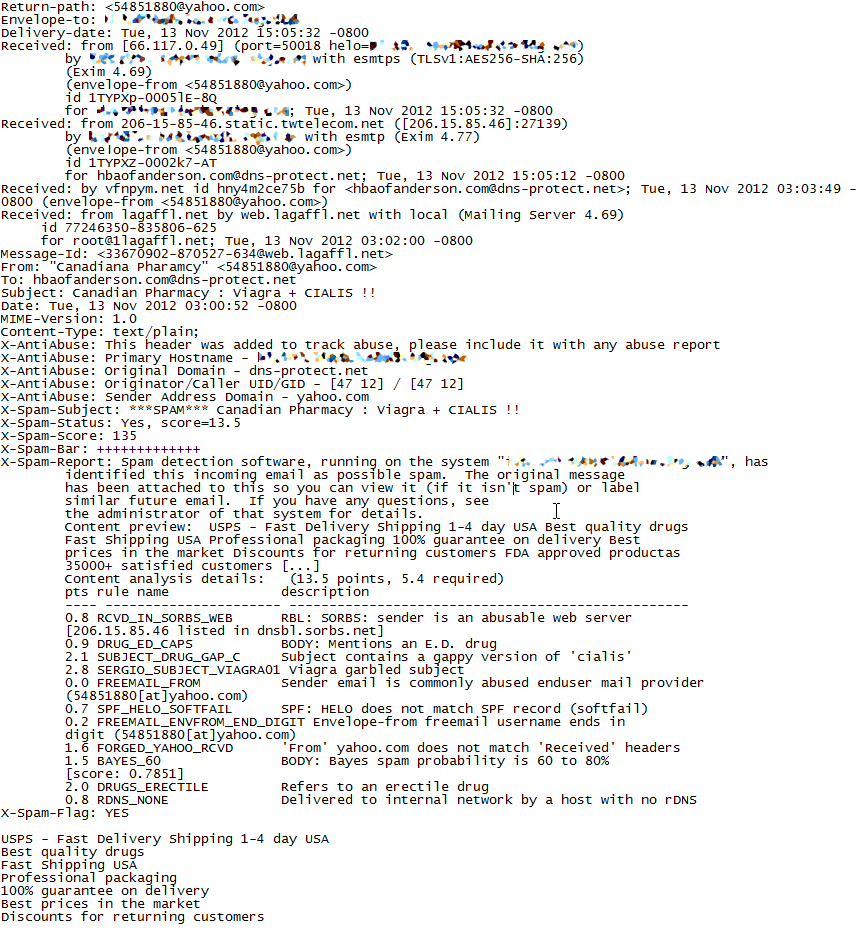 Return-path: <54851880@yahoo.com>
Envelope-to:
Delivery-date: Tue, 13 Nov 2012 15:05:32 -0800
Received: from [66.117.0.49] (port=50018 helo=)
by with esmtps (TLSv1:AES256-SHA:256)
(Exim 4.69)
(envelope-from <54851880@yahoo.com>)
id 1TYPXp-0005lE-8Q
for ; Tue, 13 Nov 2012 15:05:32 -0800
Received: from 206-15-85-46.static.twtelecom.net ([206.15.85.46]:27139)
by with esmtp (Exim 4.77)
(envelope-from <54851880@yahoo.com>)
id 1TYPXZ-0002k7-AT
for hbaofanderson.com@dns-protect.net; Tue, 13 Nov 2012 15:05:12 -0800
Received: by vfnpym.net id hny4m2ce75b for <hbaofanderson.com@dns-protect.net>; Tue, 13 Nov 2012 03:03:49 -
0800 (envelope-from <54851880@yahoo.com>)
Received: from lagaffl.net by web.lagaffl.net with local (Mailing Server 4.69)
id 77246350-835806-625
for root@1lagaffl.net; Tue, 13 Nov 2012 03:02:00 -0800
Message-Id: <33670902-870527-634@web.lagaffl.net>
From: "Canadiana Pharamcy" <54851880@yahoo.com>
To: hbaofanderson.com@dns-protect.net
Subject: Canadian Pharmacy : Viagra + CIALIS !!
Date: Tue, 13 Nov 2012 03:00:52 -0800
MIME-Version: 1.0
Content-Type: text/plain;
X-AntiAbuse: This header was added to track abuse, please include it with any abuse report
X-AntiAbuse: Primary Hostname -
X-AntiAbuse: Original Domain - dns-protect.net
X-AntiAbuse: Originator/Caller UID/GID - [47 12] / [47 12]
X-AntiAbuse: Sender Address Domain - yahoo.com
X-Spam-Subject: ***SPAM*** Canadian Pharmacy : Viagra + CIALIS !!
X-Spam-Status: Yes, score=13.5
X-Spam-Score: 135
X-Spam-Bar: +++++++++++++
X-Spam-Report: Spam detection software, running on the system "", has
identified this incoming email as possible spam.  The original message
has been attached to this so you can view it (if it isn't spam) or label
similar future email.  If you have any questions, see
the administrator of that system for details.
Content preview:  USPS - Fast Delivery Shipping 1-4 day USA Best quality drugs
Fast Shipping USA Professional packaging 100% guarantee on delivery Best
prices in the market Discounts for returning customers FDA approved productas
35000+ satisfied customers [...]
Content analysis details:   (13.5 points, 5.4 required)
pts rule name              description
---- ---------------------- --------------------------------------------------
0.8 RCVD_IN_SORBS_WEB      RBL: SORBS: sender is an abusable web server
[206.15.85.46 listed in dnsbl.sorbs.net]
0.9 DRUG_ED_CAPS           BODY: Mentions an E.D. drug
2.1 SUBJECT_DRUG_GAP_C     Subject contains a gappy version of 'cialis'
2.8 SERGIO_SUBJECT_VIAGRA01 Viagra garbled subject
0.0 FREEMAIL_FROM          Sender email is commonly abused enduser mail provider
(54851880[at]yahoo.com)
0.7 SPF_HELO_SOFTFAIL      SPF: HELO does not match SPF record (softfail)
0.2 FREEMAIL_ENVFROM_END_DIGIT Envelope-from freemail username ends in
digit (54851880[at]yahoo.com)
1.6 FORGED_YAHOO_RCVD      'From' yahoo.com does not match 'Received' headers
1.5 BAYES_60               BODY: Bayes spam probability is 60 to 80%
[score: 0.7851]
2.0 DRUGS_ERECTILE         Refers to an erectile drug
0.8 RDNS_NONE              Delivered to internal network by a host with no rDNS
X-Spam-Flag: YES
USPS - Fast Delivery Shipping 1-4 day USA
Best quality drugs
Fast Shipping USA
Professional packaging
100% guarantee on delivery
Best prices in the market
Discounts for returning customers